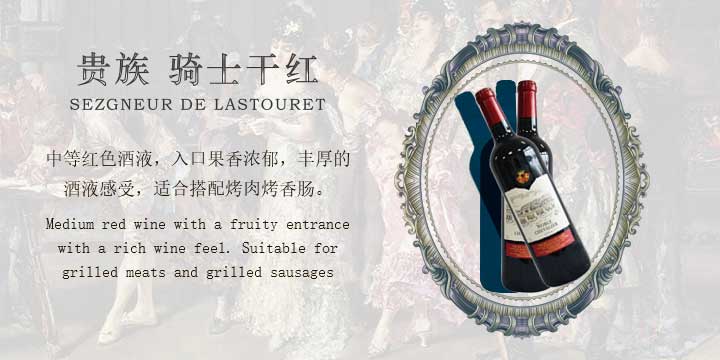 贵族 骑士干红
SEZGNEUR DE LASTOURET
中等红色酒液，入口果香浓郁，丰厚的
酒液感受，适合搭配烤肉烤香肠。
Medium red wine with a fruity entrance
with a rich wine feel. Suitable for
grilled meats and grilled sausages
NOBLE
CHEVALIER